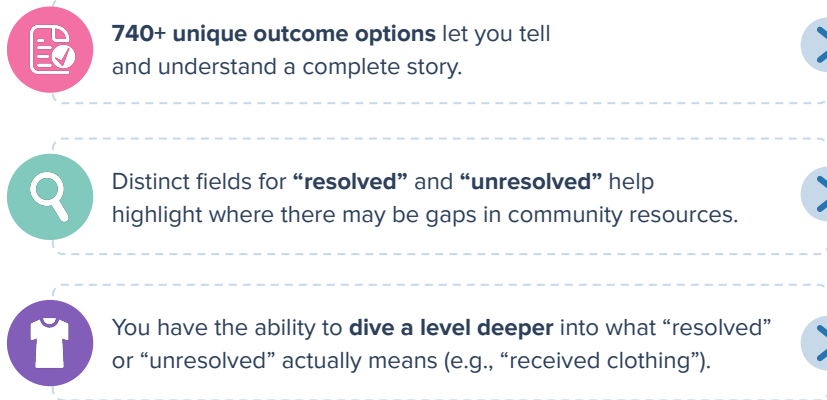 740+ unique outcome options let you tell
and understand a complete story.
Distinct fields for “resolved” and “unresolved” help
highlight where there may be gaps in community resources.
You have the ability to dive a level deeper into what “resolved”
or “unresolved” actually means (e.g., “received clothing”).